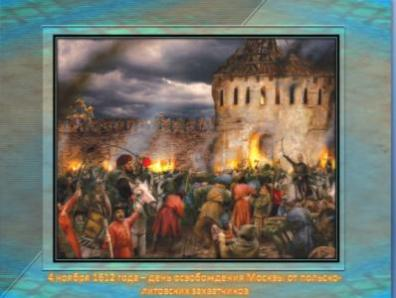 4 ноября 1612 года – день освобождения Москвы от польско-
литовских захватчиков